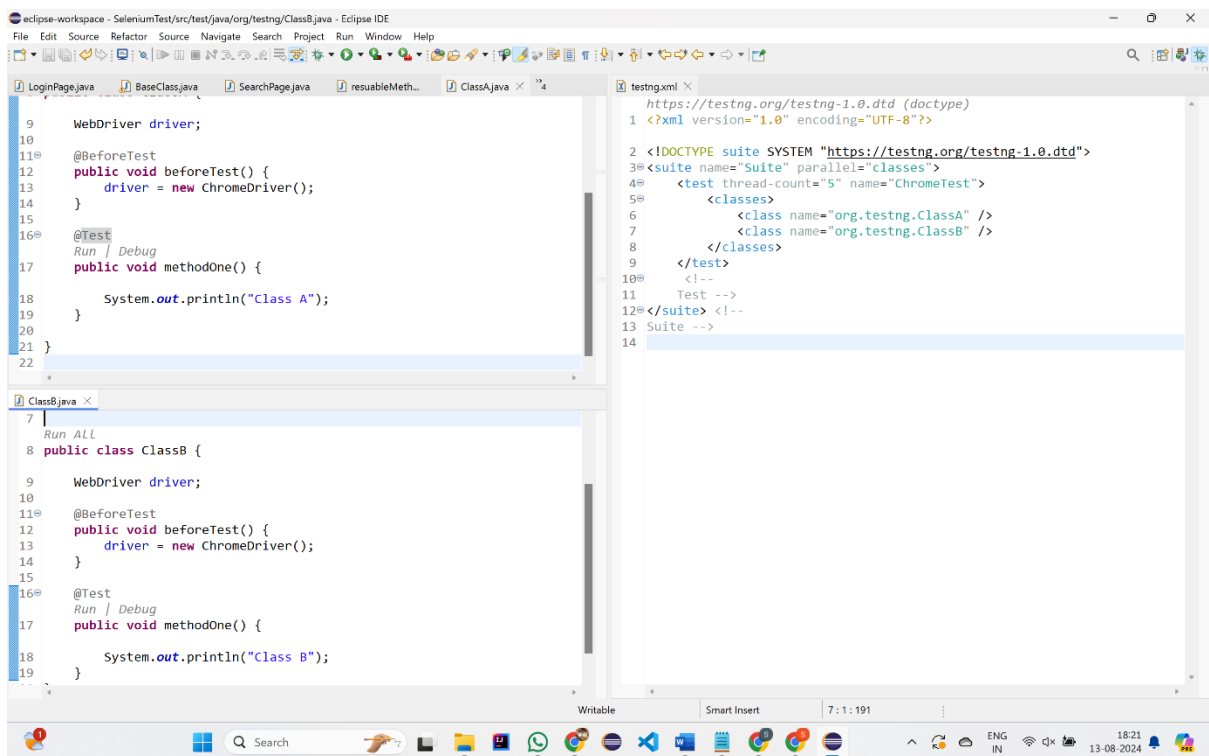 eclipse-workspace - SeleniumTest/src/test/java/org/testng/ClassB.java - Eclipse IDE
File Edit Source Refactor Source Navigate Search Project Run Window Help
LoginPage.java BaseClass.java SearchPage.java resuableMeth... ClassA.java 4
9 WebDriver driver;
10
11 @BeforeTest
12 public void beforeTest() {
13 driver = new ChromeDriver();
14 }
15
16 @Test
Run | Debug
17 public void methodOne() {
18 System.out.println("Class A");
19 }
20
21 }
22
ClassB.java
7
Run All
8 public class ClassB {
9 WebDriver driver;
10
11 @BeforeTest
12 public void beforeTest() {
13 driver = new ChromeDriver();
14 }
15
16 @Test
Run | Debug
17 public void methodOne() {
18 System.out.println("Class B");
19 }
testng.xml
https://testng.org/testng-1.0.dtd (doctype)
1 <?xml version="1.0" encoding="UTF-8"?>
2 <!DOCTYPE suite SYSTEM "https://testng.org/testng-1.0.dtd">
3 <suite name="Suite" parallel="classes">
4 <test thread-count="5" name="ChromeTest">
5 <classes>
6 <class name="org.testng.ClassA" />
7 <class name="org.testng.ClassB" />
8 </classes>
9 </test>
10 <!--
11 Test -->
12 </suite> <!--
13 Suite -->
14
Writable Smart Insert 7 : 1 : 191
Search
ENG
IN
18:21
13-08-2024